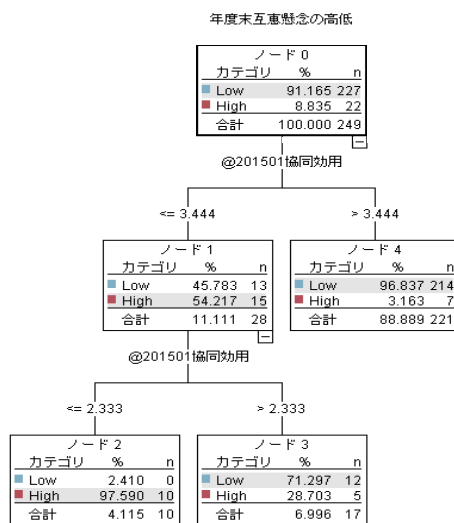 年度末互恵懸念の高低
ノード 0
カテゴリ % n
Low 91.165 227
High 8.835 22
合計 100.000 249
@201501協同効用
<= 3.444 > 3.444
ノード 1
カテゴリ % n
Low 45.783 13
High 54.217 15
合計 11.111 28
ノード 4
カテゴリ % n
Low 96.837 214
High 3.163 7
合計 88.889 221
@201501協同効用
<= 2.333 > 2.333
ノード 2
カテゴリ % n
Low 2.410 0
High 97.590 10
合計 4.115 10
ノード 3
カテゴリ % n
Low 71.297 12
High 28.703 5
合計 6.996 17